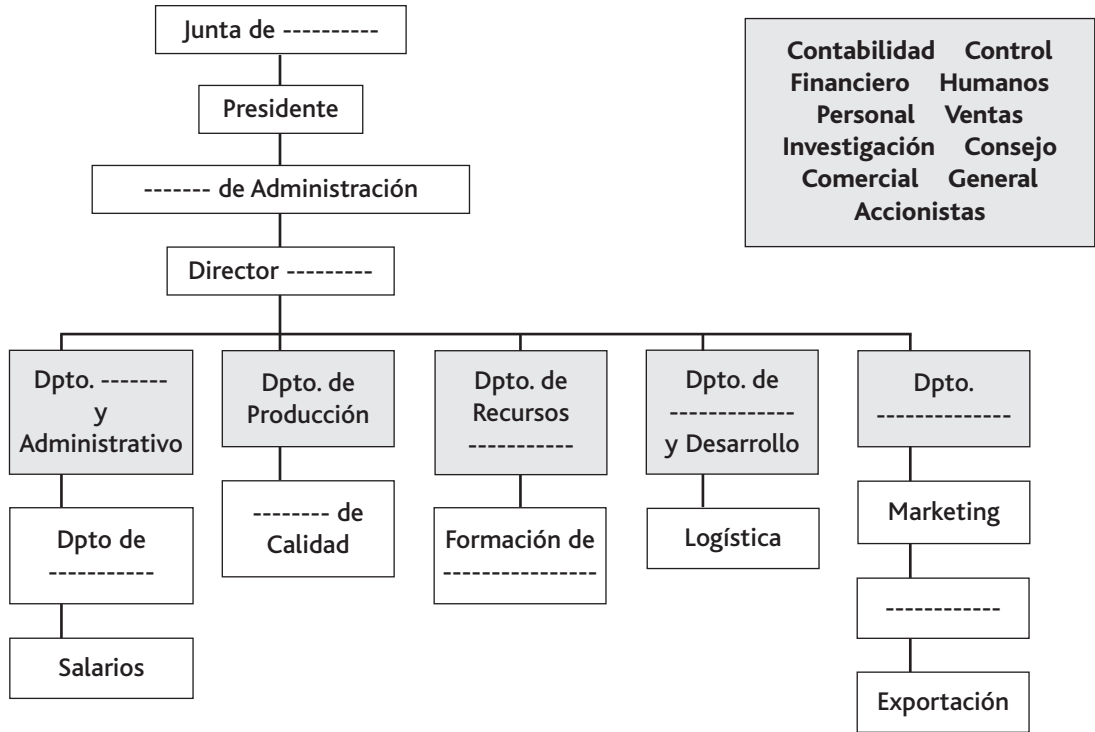 Junta de ----------
Presidente
------- de Administración
Director ---------
Contabilidad Control
Financiero Humanos
Personal Ventas
Investigación Consejo
Comercial General
Accionistas
Dpto. -------
y
Administrativo
Dpto de
-----------
Salarios
Dpto. de
Producción
-------- de
Calidad
Dpto. de
Recursos
-----------
Formación de
----------------
Dpto. de
-------------
y Desarrollo
Logística
Dpto.
--------------
Marketing
------------
Exportación